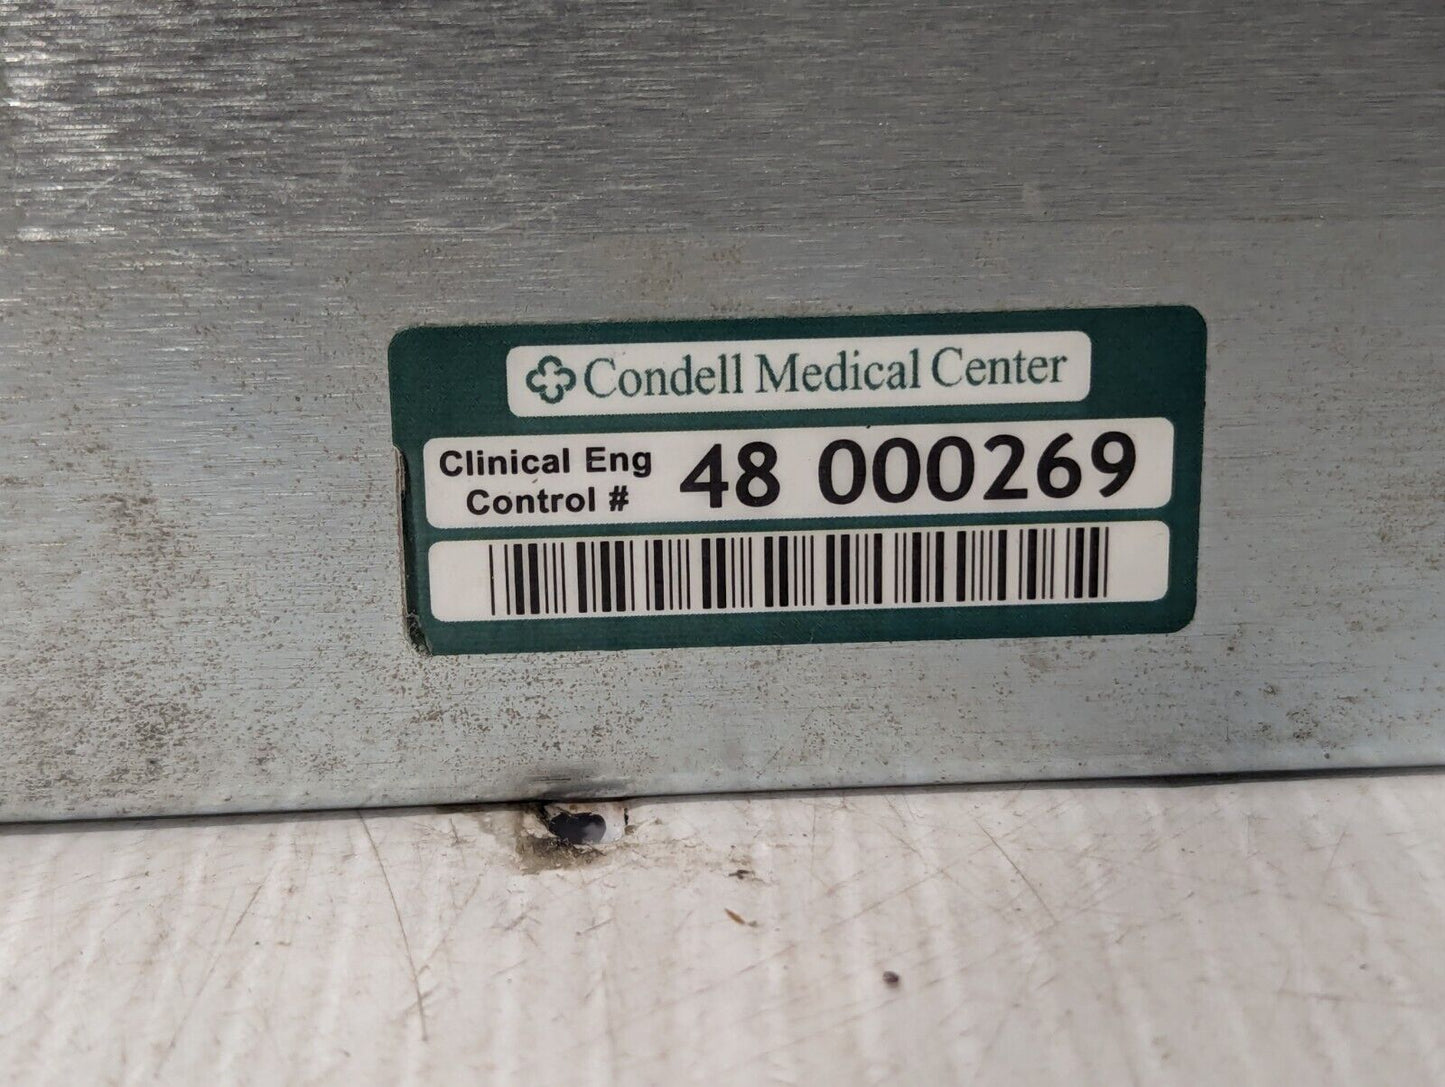 Condell Medical Center
Clinical Eng
Control #
48 000269